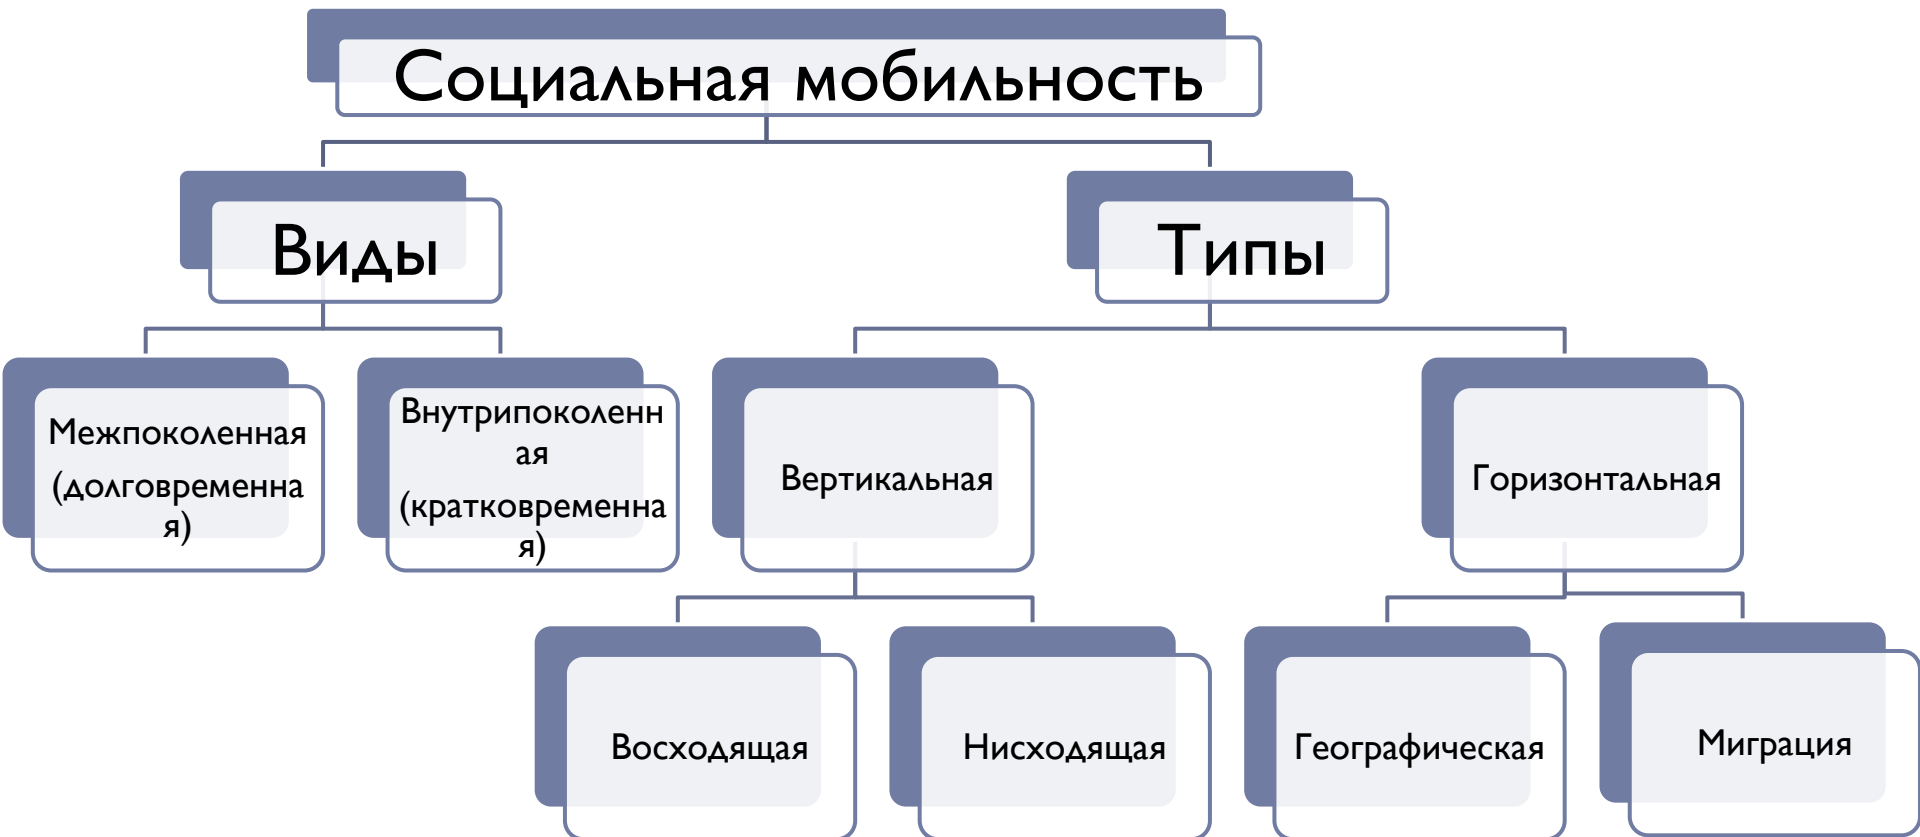 Социальная мобильность
Виды
Типы
Межпоколенная
(долговременна
я)
Внутрипоколенн
ая
(кратковременна
я)
Вертикальная
Горизонтальная
Восходящая
Нисходящая
Географическая
Миграция